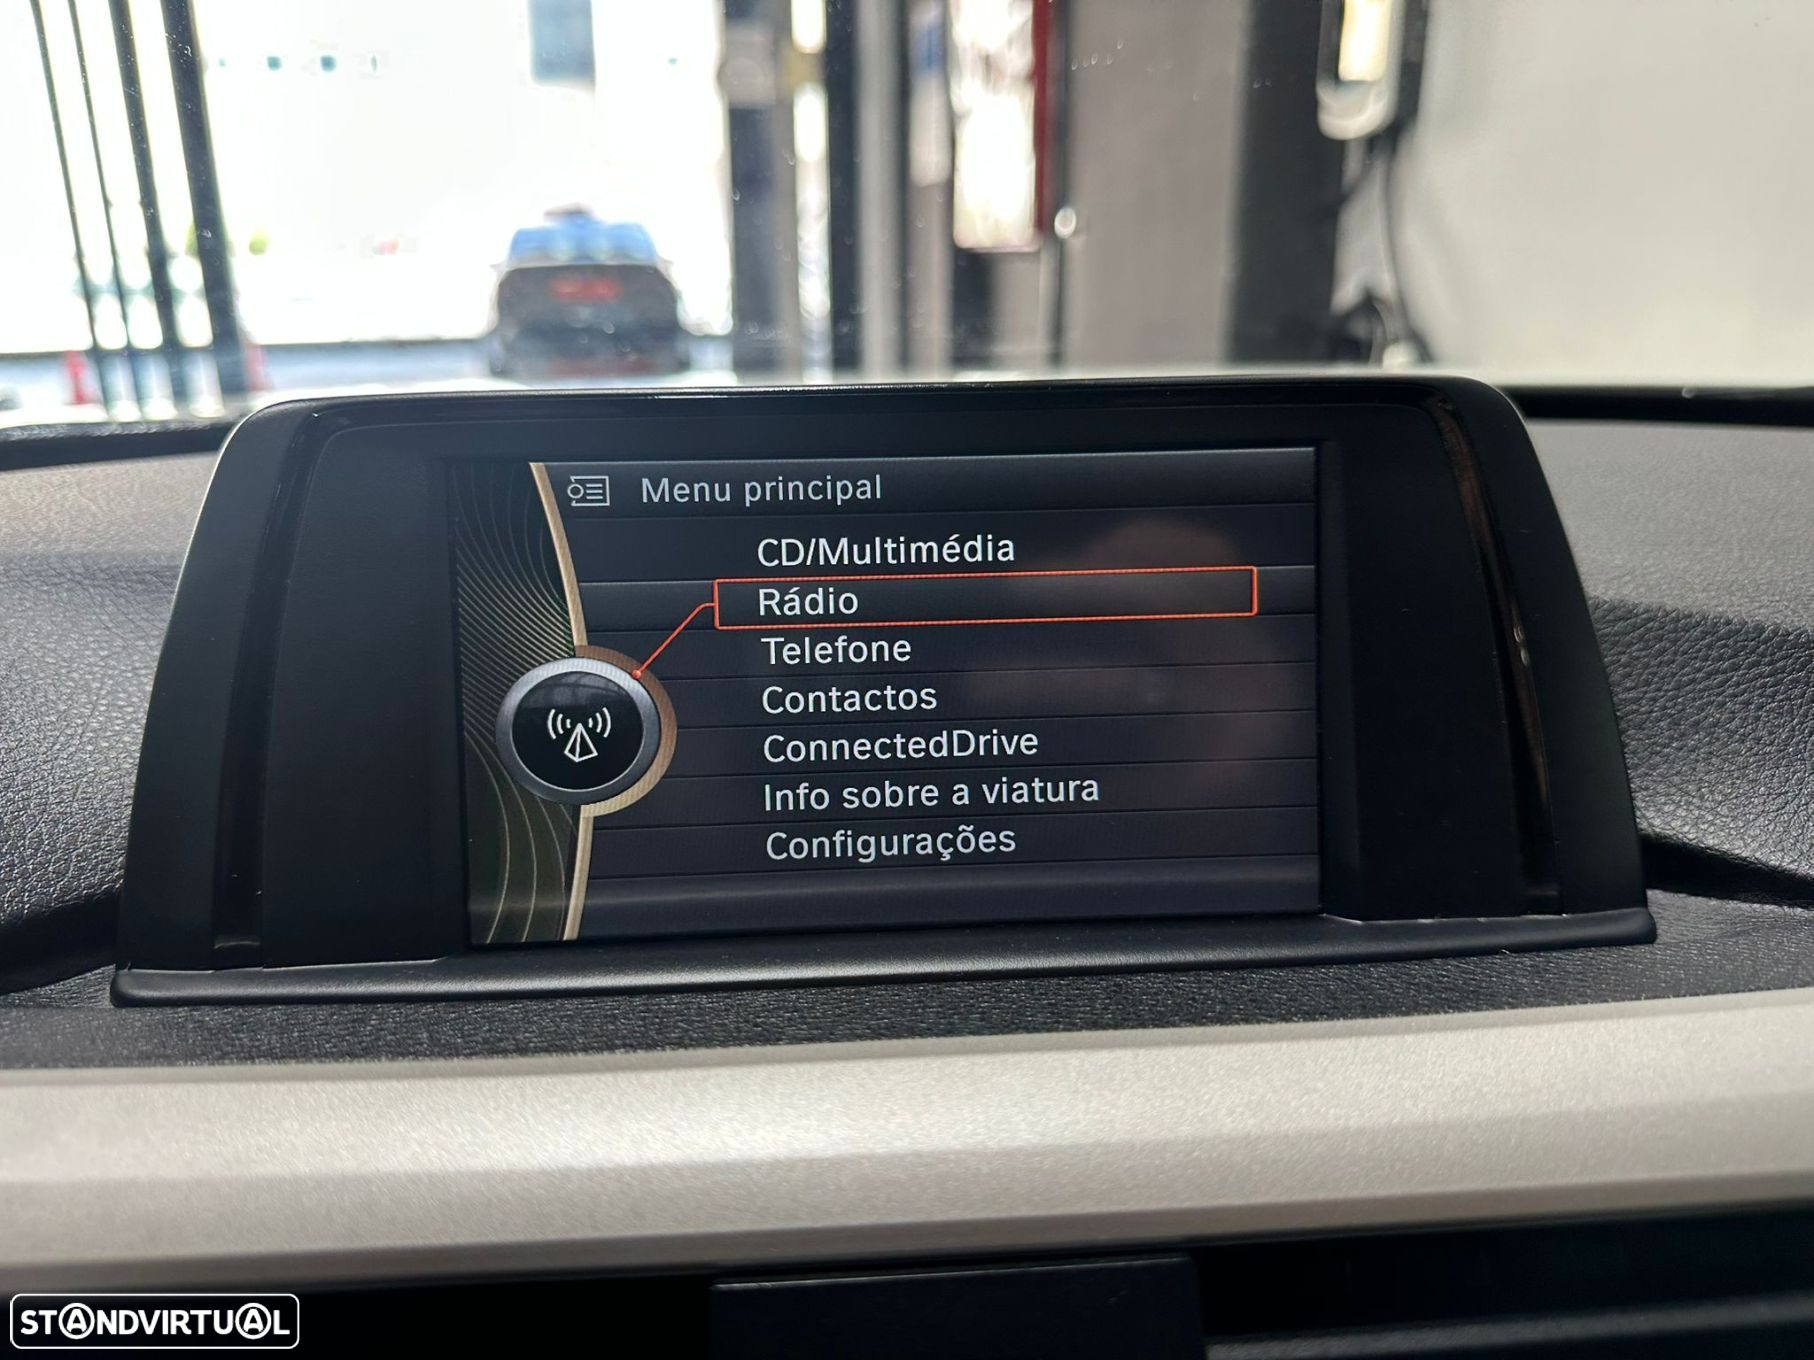 Menu principal
CD/Multimédia
Rádio
Telefone
Contactos
ConnectedDrive
Info sobre a viatura
Configurações
STANDVIRTUAL